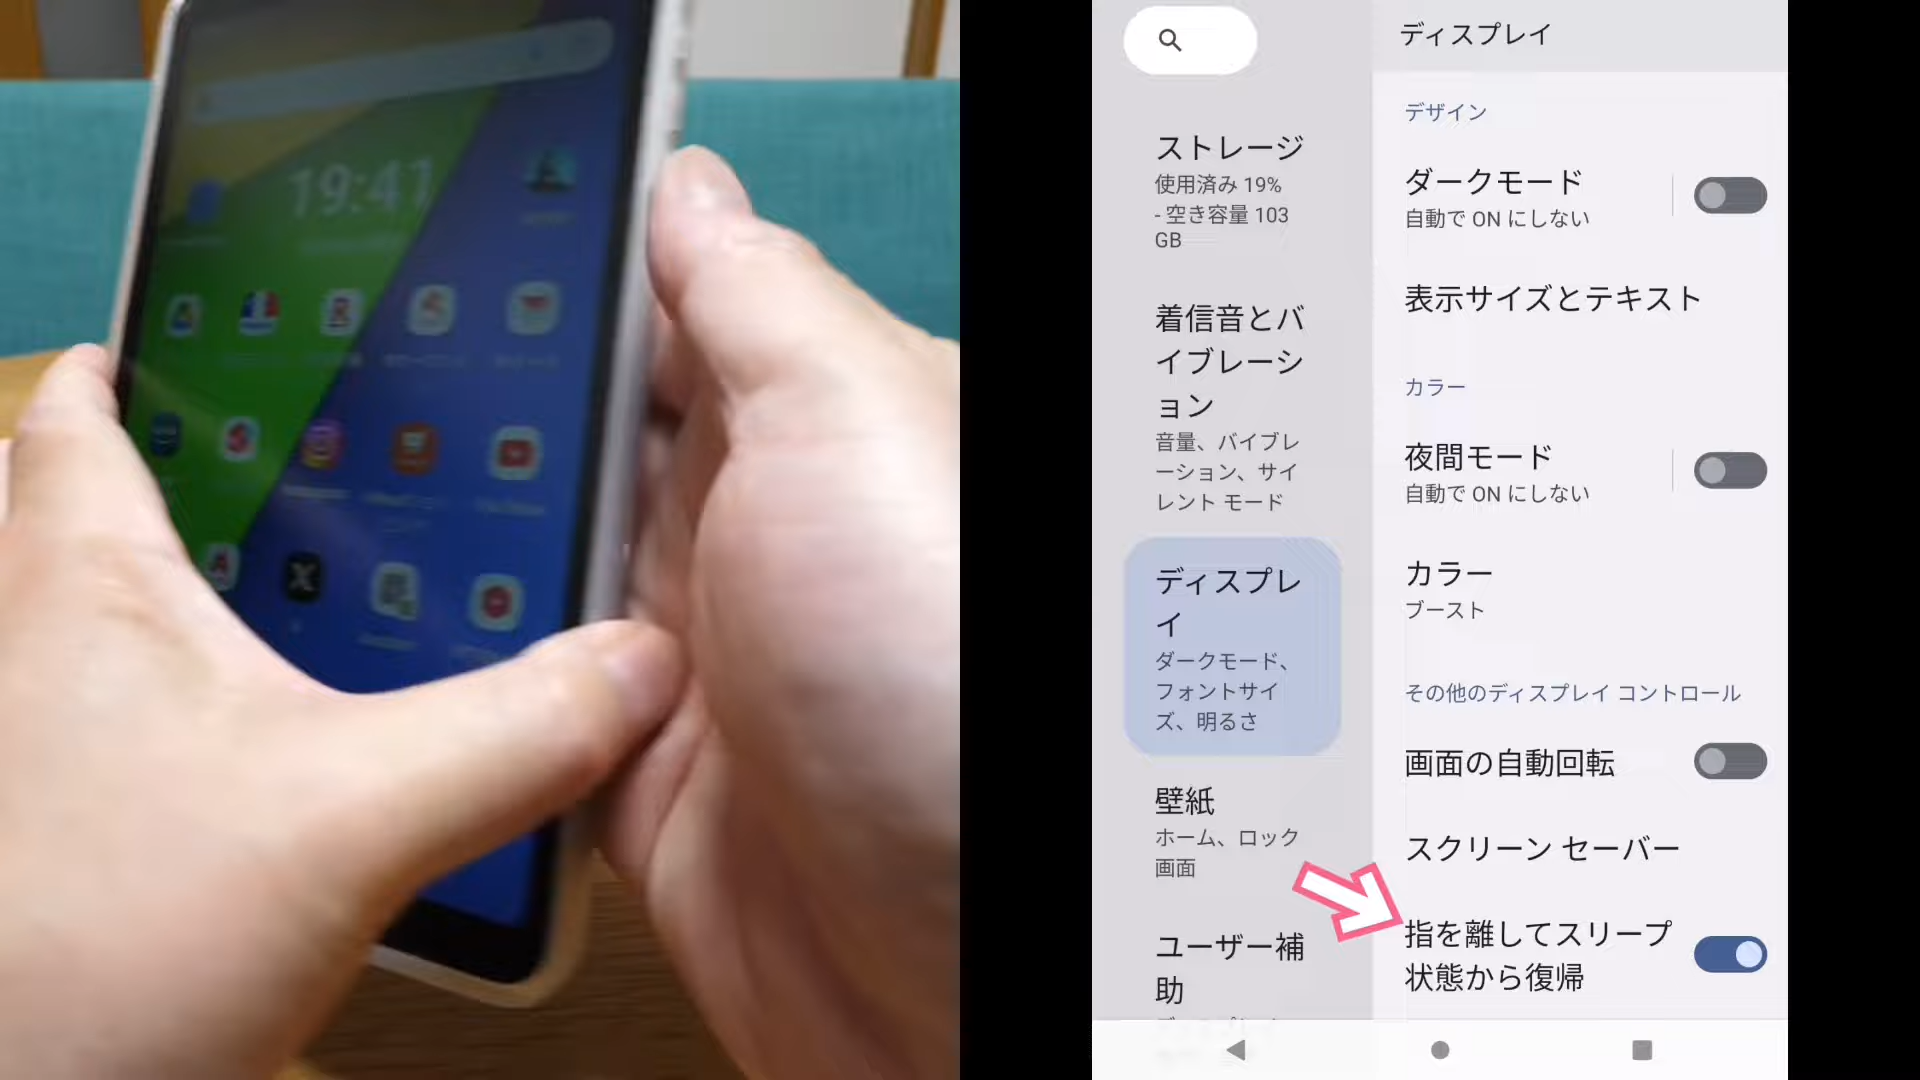 19:41
ストレージ
使用済み 19%
- 空き容量 103
GB
着信音とバ
イブレーシ
ョン
音量、バイブレ
ーション、サイ
レント モード
ディスプレ
イ
ダークモード、
フォントサイ
ズ、明るさ
壁紙
ホーム、ロック
画面
ユーザー補
助
ディスプレイ
デザイン
ダークモード
自動で ON にしない
表示サイズとテキスト
カラー
夜間モード
自動で ON にしない
カラー
ブースト
その他のディスプレイ コントロール
画面の自動回転
スクリーン セーバー
指を離してスリープ
状態から復帰